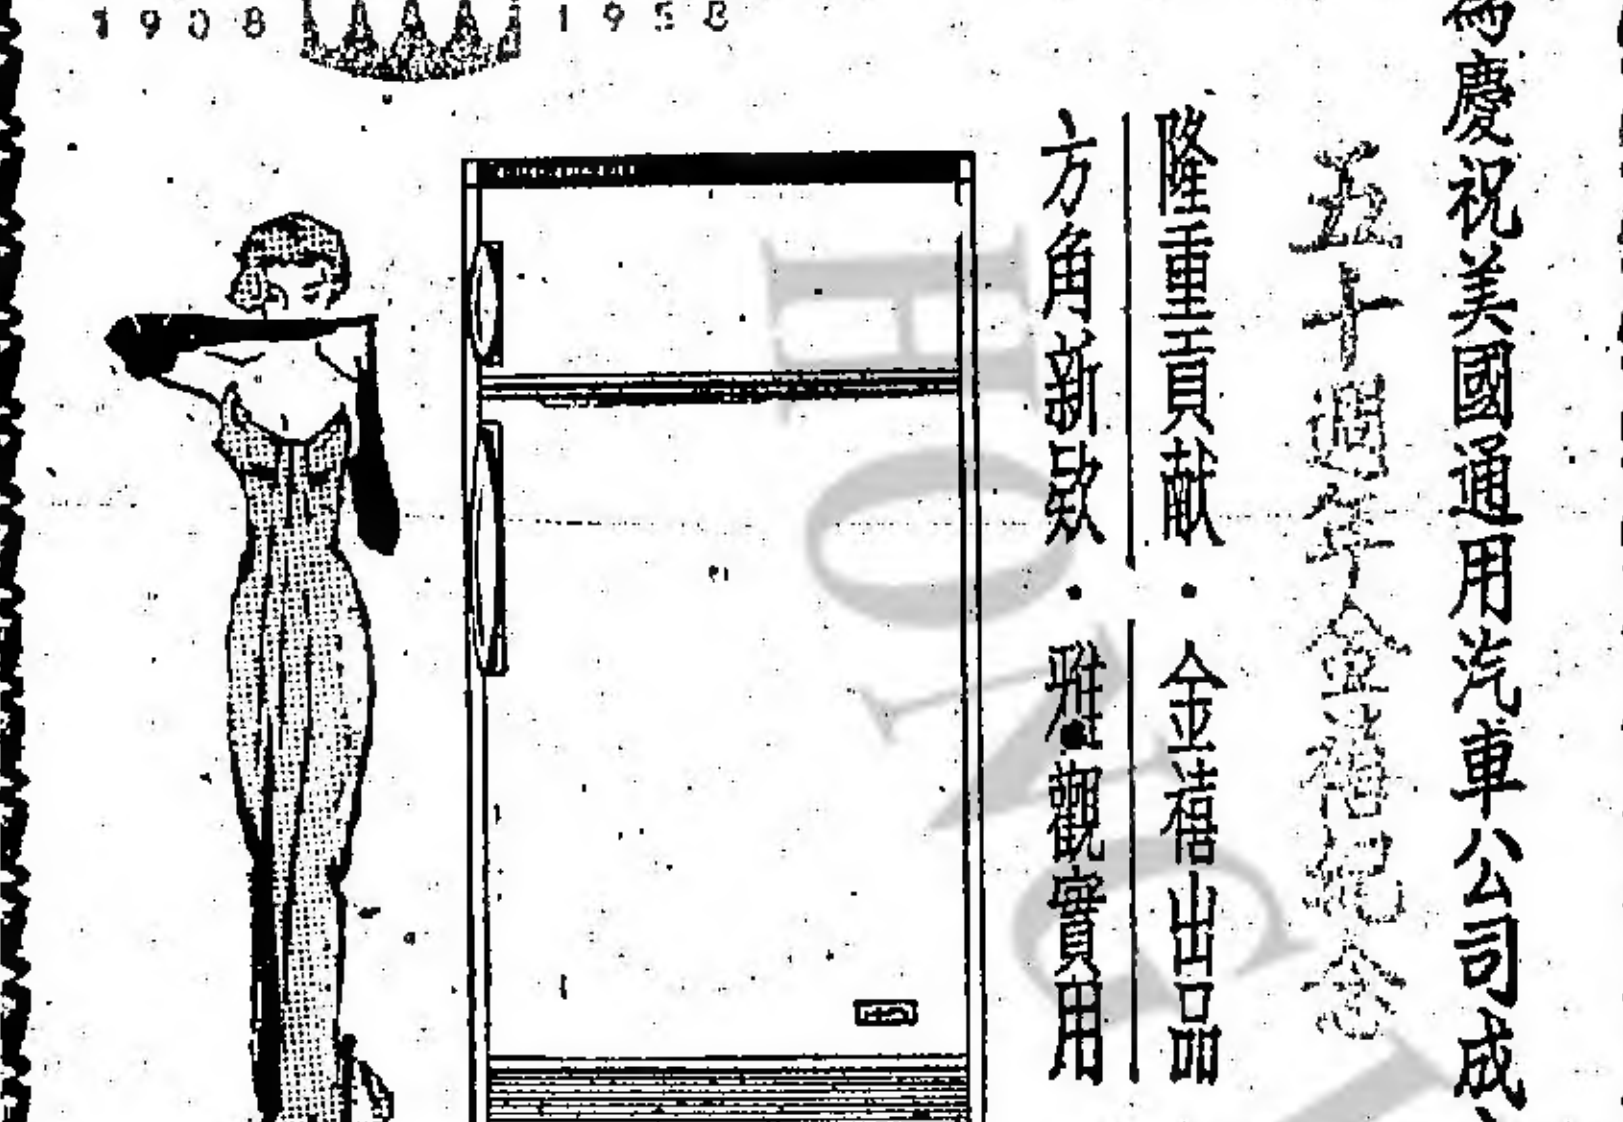 1908 1958
為慶祝美國通用汽車公司成
五十週年金禧紀念
隆重貢獻・金禧出品
方角新款・雅觀實用
HONG